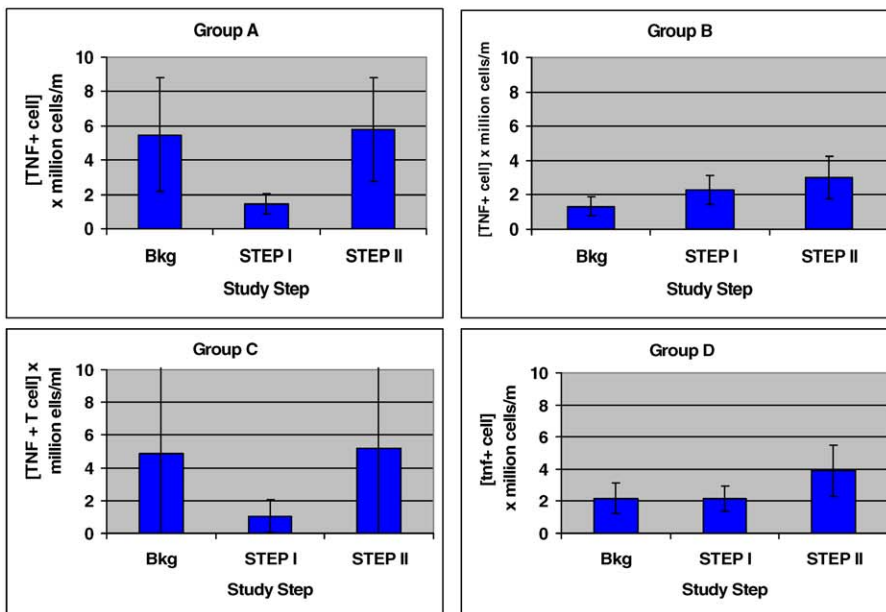 Group A
[TNF+ cell]
x million cells/m
10
8
6
4
2
0
Bkg STEP I STEP II
Study Step
Group B
[TNF+ cell] x million cells/m
10
8
6
4
2
0
Bkg STEP I STEP II
Study Step
Group C
[TNF + T cell] x
million ells/ml
10
8
6
4
2
0
Bkg STEP I STEP II
Study Step
Group D
[tnf+ cell]
x million cells/m
10
8
6
4
2
0
Bkg STEP I STEP II
Study Step